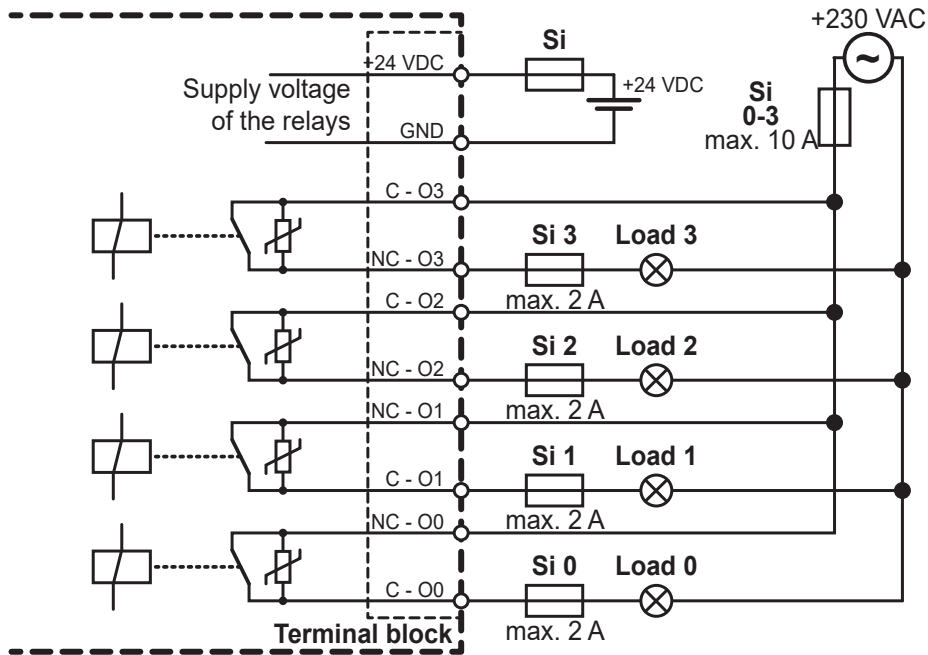 +230 VAC
~
Si
+24 VDC
+24 VDC
Supply voltage
of the relays
GND
Si
0-3
max. 10 A
C - O3
Si 3
Load 3
NC - O3
max. 2 A
C - O2
Si 2
Load 2
NC - O2
max. 2 A
NC - O1
Si 1
Load 1
C - O1
max. 2 A
NC - O0
Si 0
Load 0
C - O0
max. 2 A
Terminal block